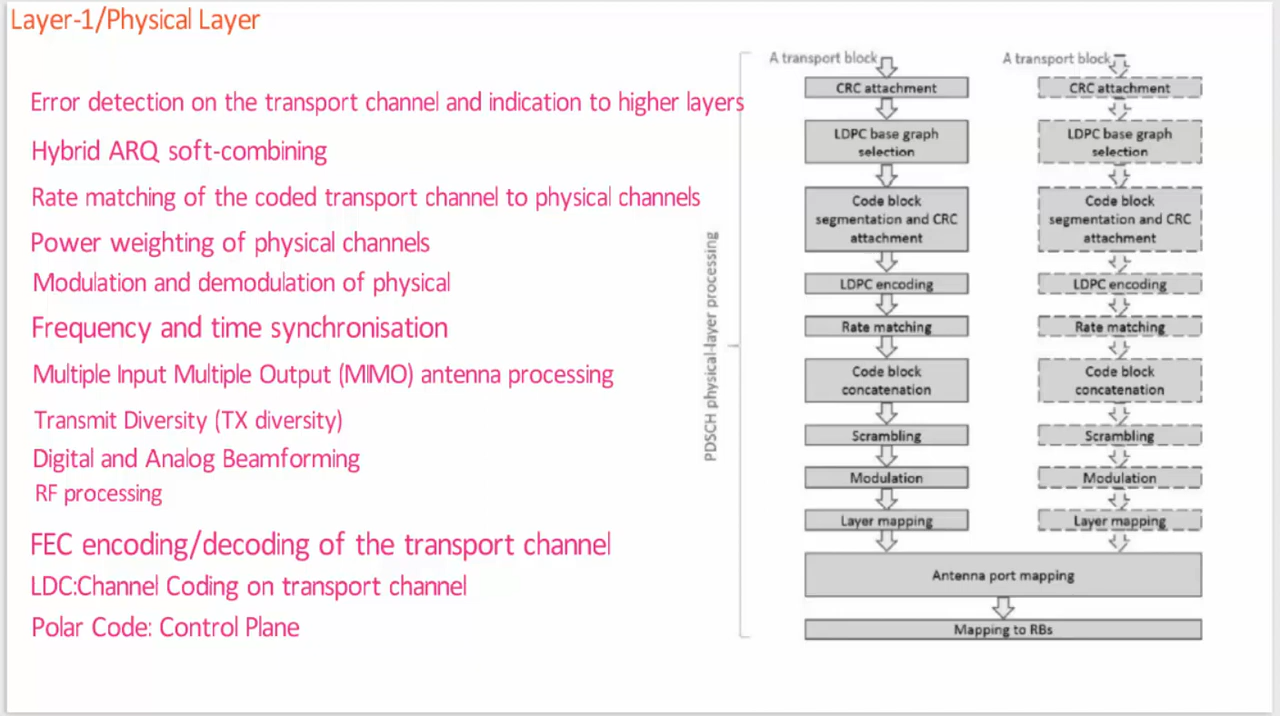 Layer-1/Physical Layer
Error detection on the transport channel and indication to higher layers
Hybrid ARQ soft-combining
Rate matching of the coded transport channel to physical channels
Power weighting of physical channels
Modulation and demodulation of physical
Frequency and time synchronisation
Multiple Input Multiple Output (MIMO) antenna processing
Transmit Diversity (TX diversity)
Digital and Analog Beamforming
RF processing
FEC encoding/decoding of the transport channel
LDC:Channel Coding on transport channel
Polar Code: Control Plane
PDSCH physical-layer processing
A transport block
CRC attachment
LDPC base graph
selection
Code block
segmentation and CRC
attachment
LDPC encoding
Rate matching
Code block
concatenation
Scrambling
Modulation
Layer mapping
A transport block
CRC attachment
LDPC base graph
selection
Code block
segmentation and CRC
attachment
LDPC encoding
Rate matching
Code block
concatenation
Scrambling
Modulation
Layer mapping
Antenna port mapping
Mapping to RBs